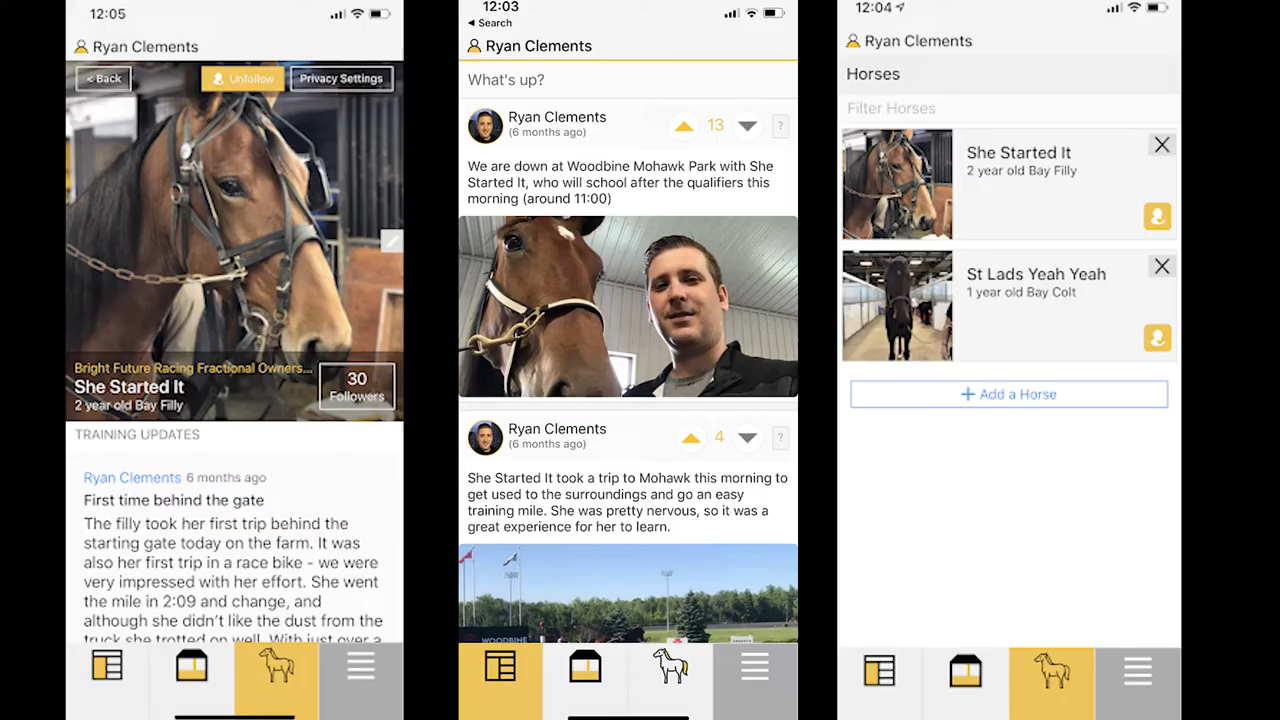 12:05
Ryan Clements
< Back
Unfollow
Privacy Settings
Bright Future Racing Fractional Owners...
She Started It
2 year old Bay Filly
30
Followers
TRAINING UPDATES
Ryan Clements 6 months ago
First time behind the gate
The filly took her first trip behind the
starting gate today on the farm. It was
also her first trip in a race bike - we were
very impressed with her effort. She went
the mile in 2:09 and change, and
although she didn't like the dust from the
truck she trotted on well. With just over a
12:03
Search
Ryan Clements
What's up?
Ryan Clements
(6 months ago)
13
?
We are down at Woodbine Mohawk Park with She
Started It, who will school after the qualifiers this
morning (around 11:00)
Ryan Clements
(6 months ago)
4
?
She Started It took a trip to Mohawk this morning to
get used to the surroundings and go an easy
training mile. She was pretty nervous, so it was a
great experience for her to learn.
WOODBINE
12:04
Ryan Clements
Horses
Filter Horses
She Started It
2 year old Bay Filly
St Lads Yeah Yeah
1 year old Bay Colt
+ Add a Horse